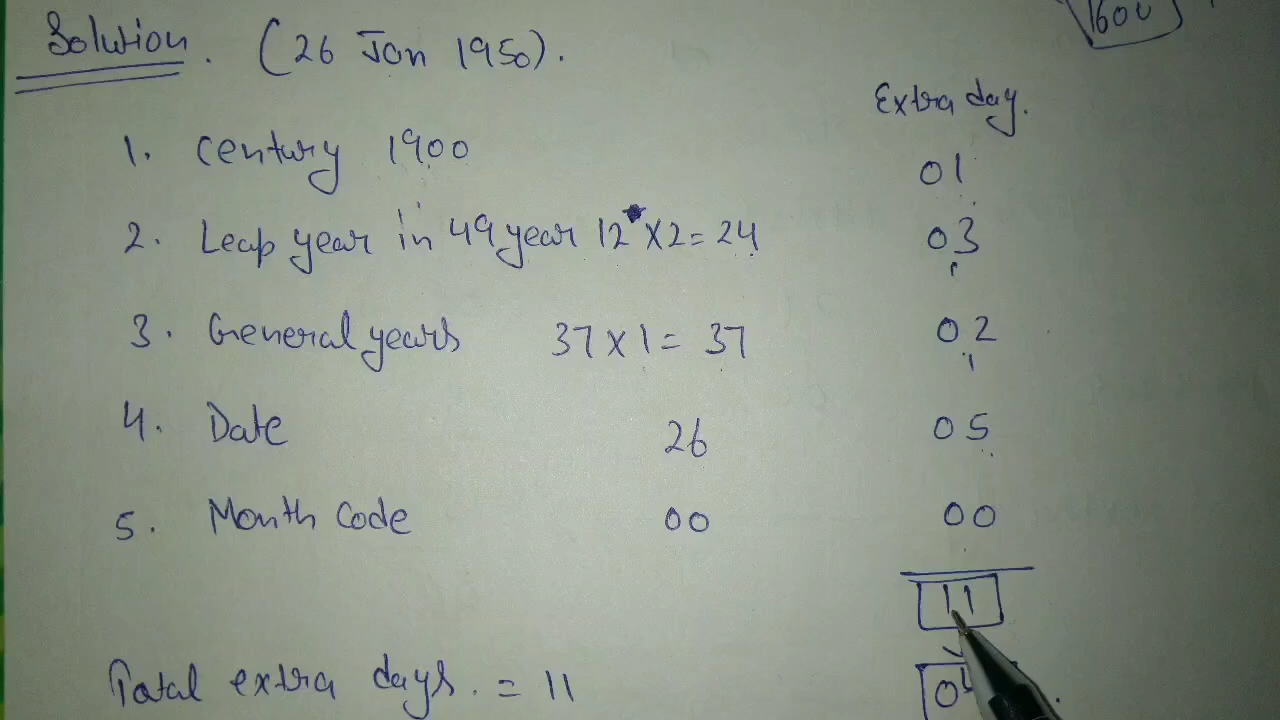 1600
Solution. (26 Jan 1950).
Extra day.
1. Century 1900 01
2. Leap year in 49 year 12 × 2 = 24 03
3. General years 37 × 1 = 37 02
4. Date 26 05
5. Month Code 00 00
11
Total extra days. = 11